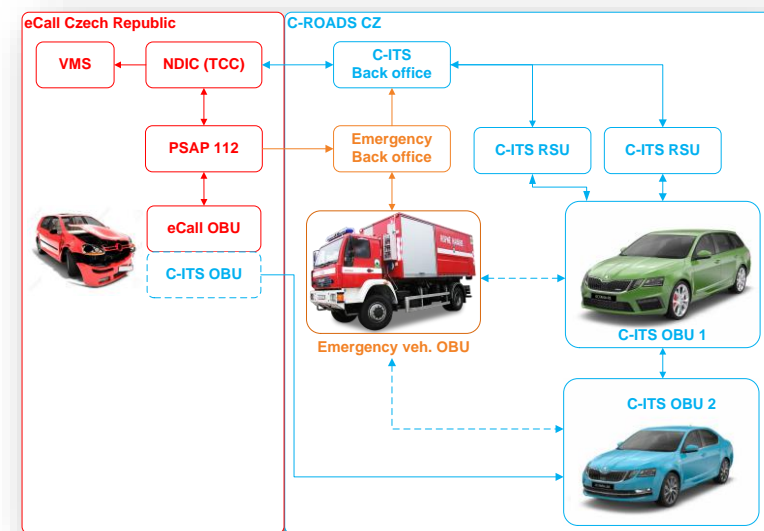 eCall Czech Republic
C-ROADS CZ
VMS
NDIC (TCC)
C-ITS
Back office
PSAP 112
Emergency
Back office
C-ITS RSU
C-ITS RSU
eCall OBU
C-ITS OBU
Emergency veh. OBU
C-ITS OBU 1
C-ITS OBU 2